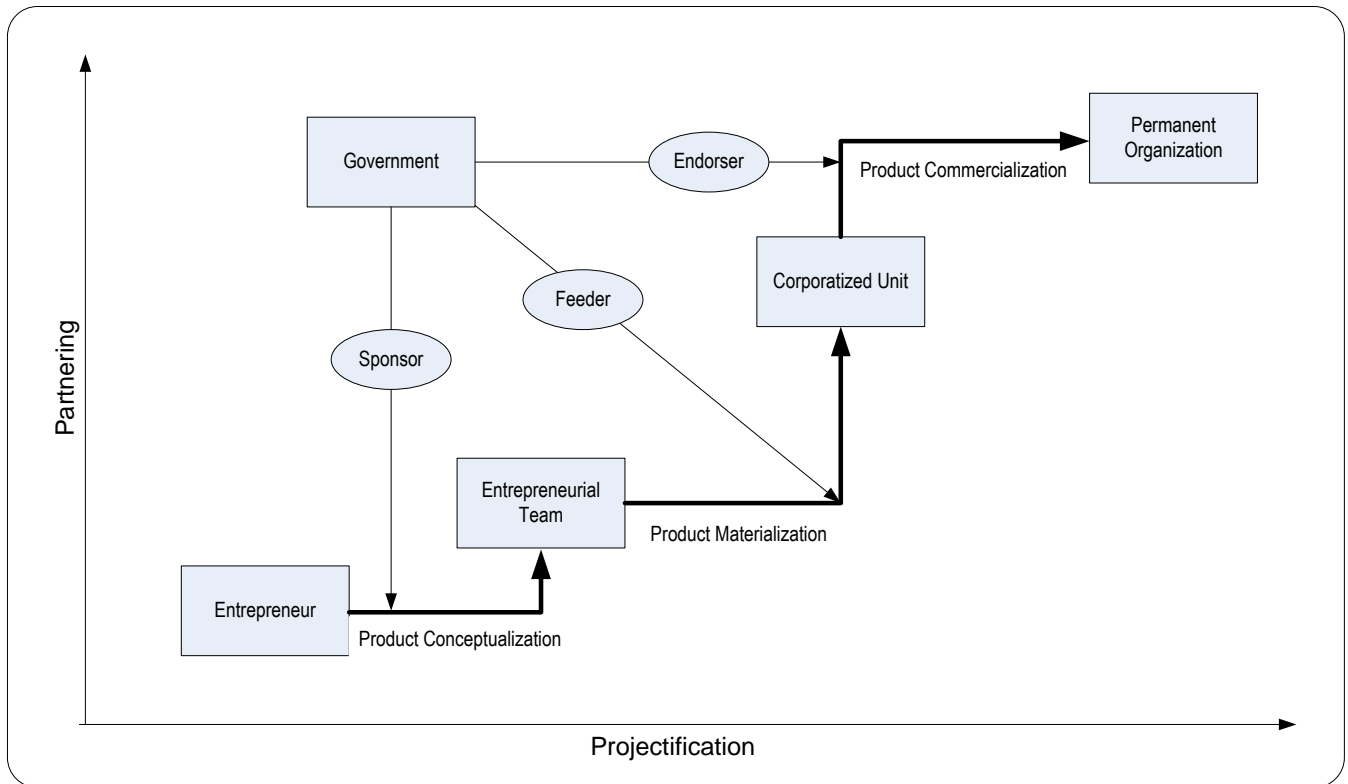 Permanent
Organization
Government
Endorser
Product Commercialization
Corporatized Unit
Feeder
Sponsor
Partnering
Entrepreneurial
Team
Product Materialization
Entrepreneur
Product Conceptualization
Projectification